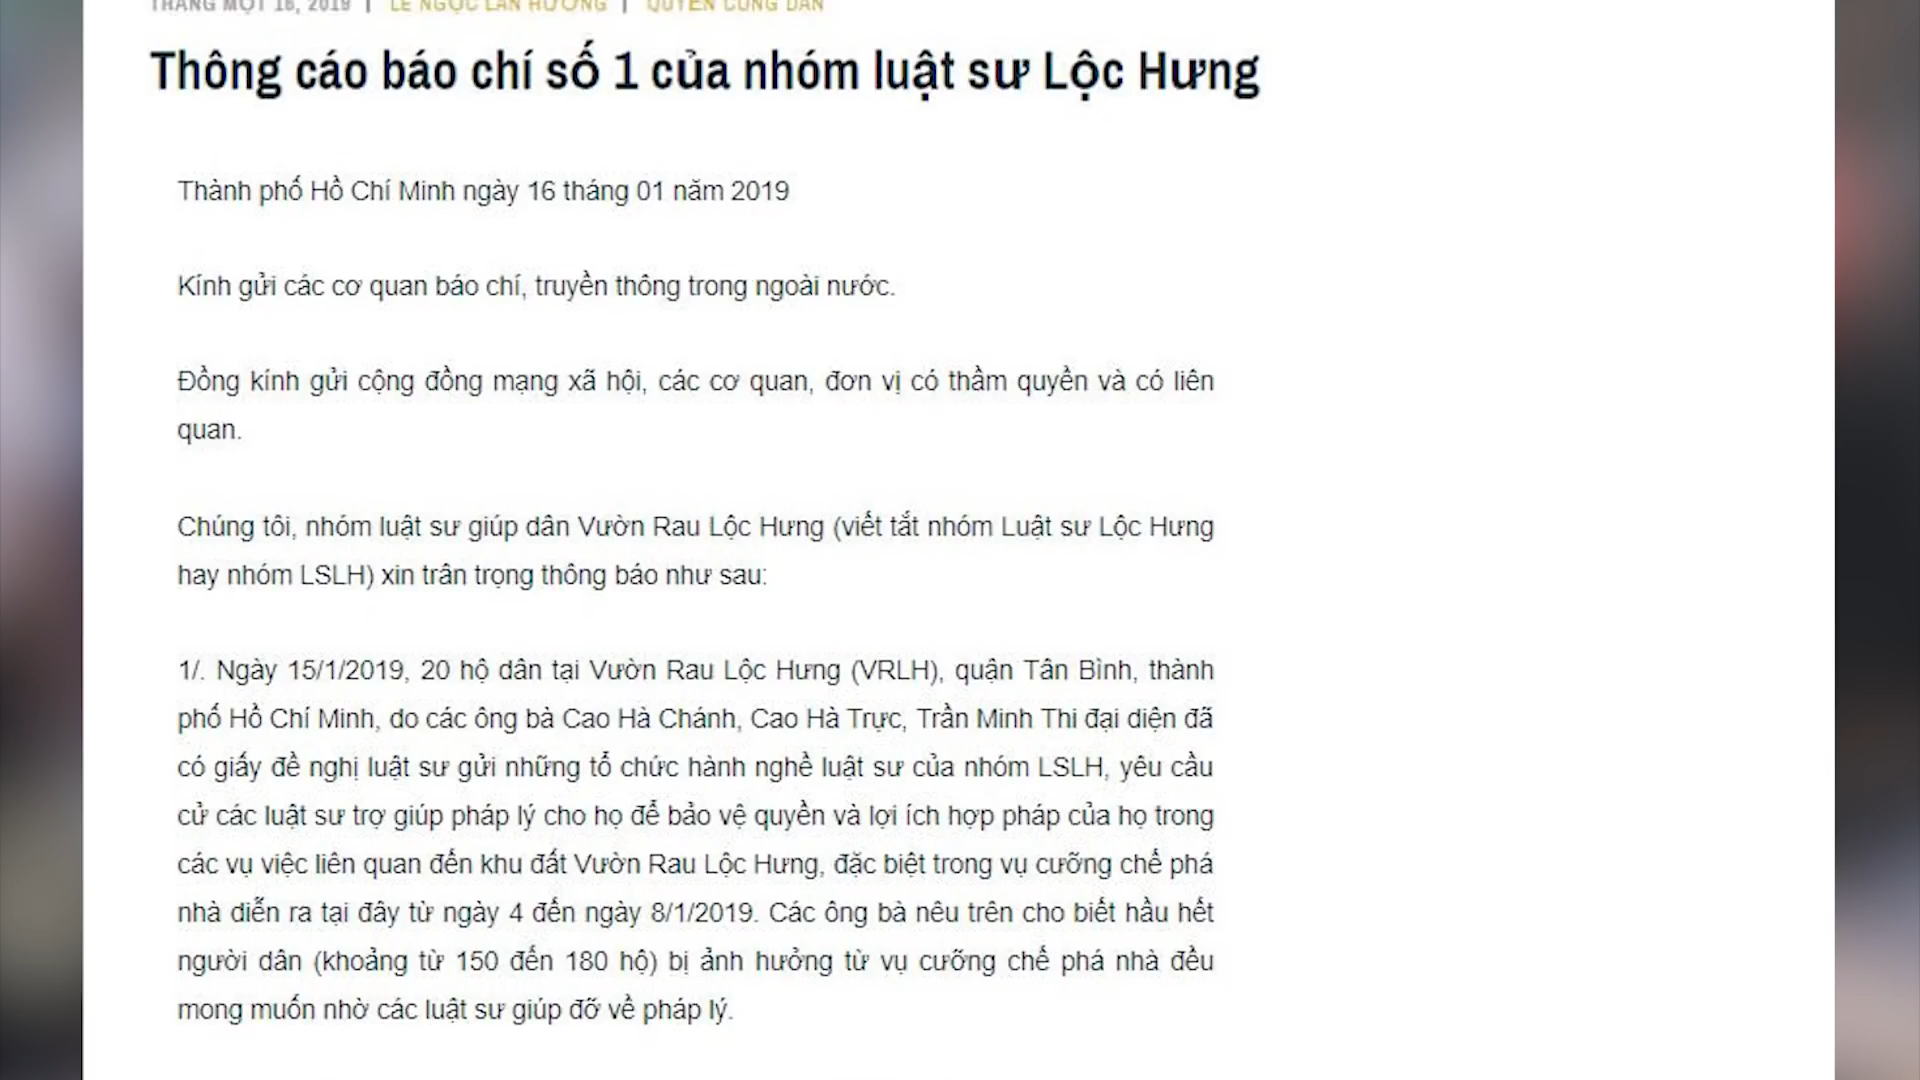 THÁNG MỘT 16, 2019 | LE NGỌC LAN HƯƠNG | QUYỀN CÔNG DÂN
Thông cáo báo chí số 1 của nhóm luật sư Lộc Hưng
Thành phố Hồ Chí Minh ngày 16 tháng 01 năm 2019
Kính gửi các cơ quan báo chí, truyền thông trong ngoài nước.
Đồng kính gửi cộng đồng mạng xã hội, các cơ quan, đơn vị có thầm quyền và có liên
quan.
Chúng tôi, nhóm luật sư giúp dân Vườn Rau Lộc Hưng (viết tắt nhóm Luật sư Lộc Hưng
hay nhóm LSLH) xin trân trọng thông báo như sau:
1/. Ngày 15/1/2019, 20 hộ dân tại Vườn Rau Lộc Hưng (VRLH), quận Tân Bình, thành
phố Hồ Chí Minh, do các ông bà Cao Hà Chánh, Cao Hà Trực, Trần Minh Thi đại diện đã
có giấy đề nghị luật sư gửi những tổ chức hành nghề luật sư của nhóm LSLH, yêu cầu
cử các luật sư trợ giúp pháp lý cho họ để bảo vệ quyền và lợi ích hợp pháp của họ trong
các vụ việc liên quan đến khu đất Vườn Rau Lộc Hưng, đặc biệt trong vụ cưỡng chế phá
nhà diễn ra tại đây từ ngày 4 đến ngày 8/1/2019. Các ông bà nêu trên cho biết hầu hết
người dân (khoảng từ 150 đến 180 hộ) bị ảnh hưởng từ vụ cưỡng chế phá nhà đều
mong muốn nhờ các luật sư giúp đỡ về pháp lý.